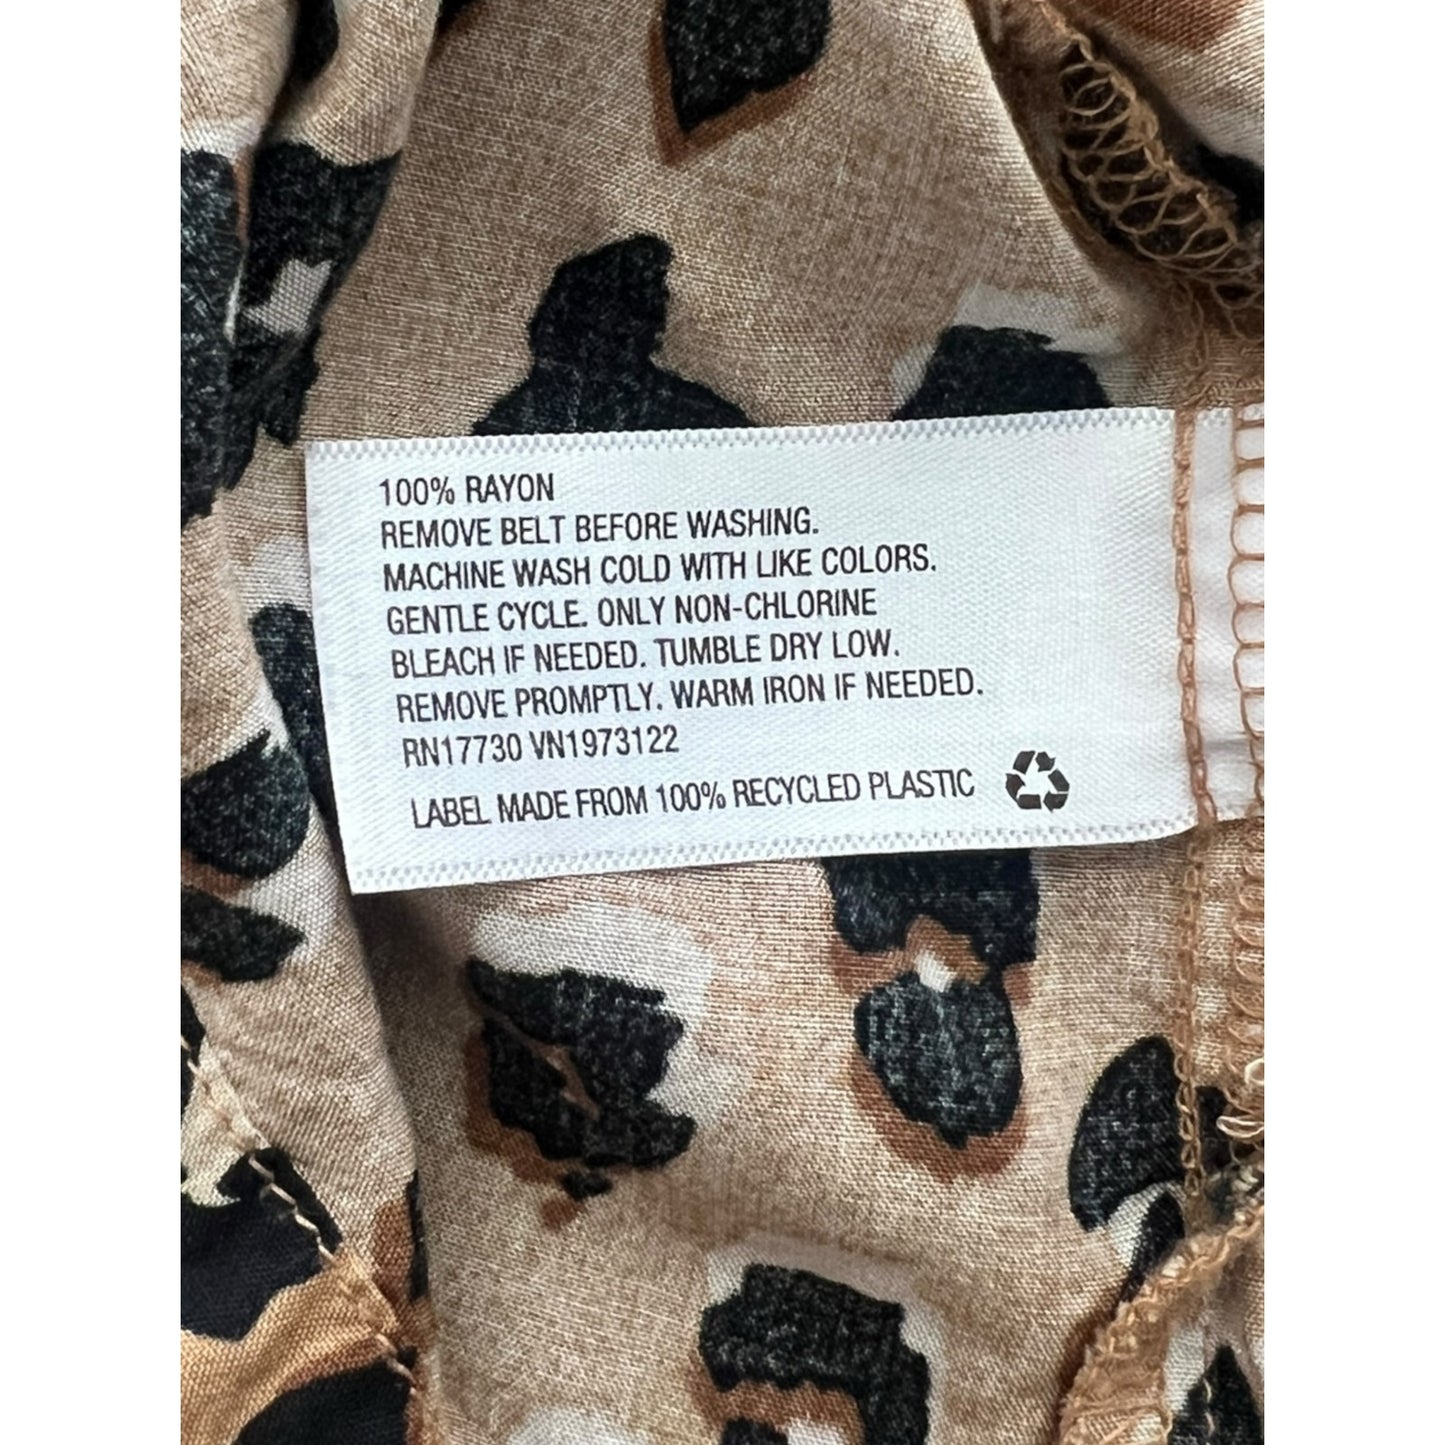 100% RAYON
REMOVE BELT BEFORE WASHING.
MACHINE WASH COLD WITH LIKE COLORS.
GENTLE CYCLE. ONLY NON-CHLORINE
BLEACH IF NEEDED. TUMBLE DRY LOW.
REMOVE PROMPTLY. WARM IRON IF NEEDED.
RN17730 VN1973122
LABEL MADE FROM 100% RECYCLED PLASTIC